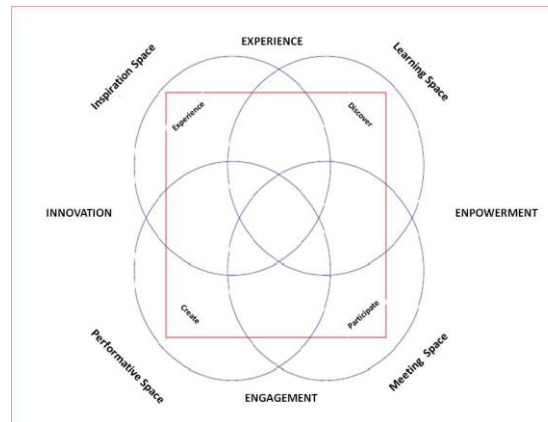 EXPERIENCE
Inspiration Space
Learning Space
Experience
Discover
INNOVATION
ENPOWERMENT
Create
Participate
Performative Space
Meeting Space
ENGAGEMENT